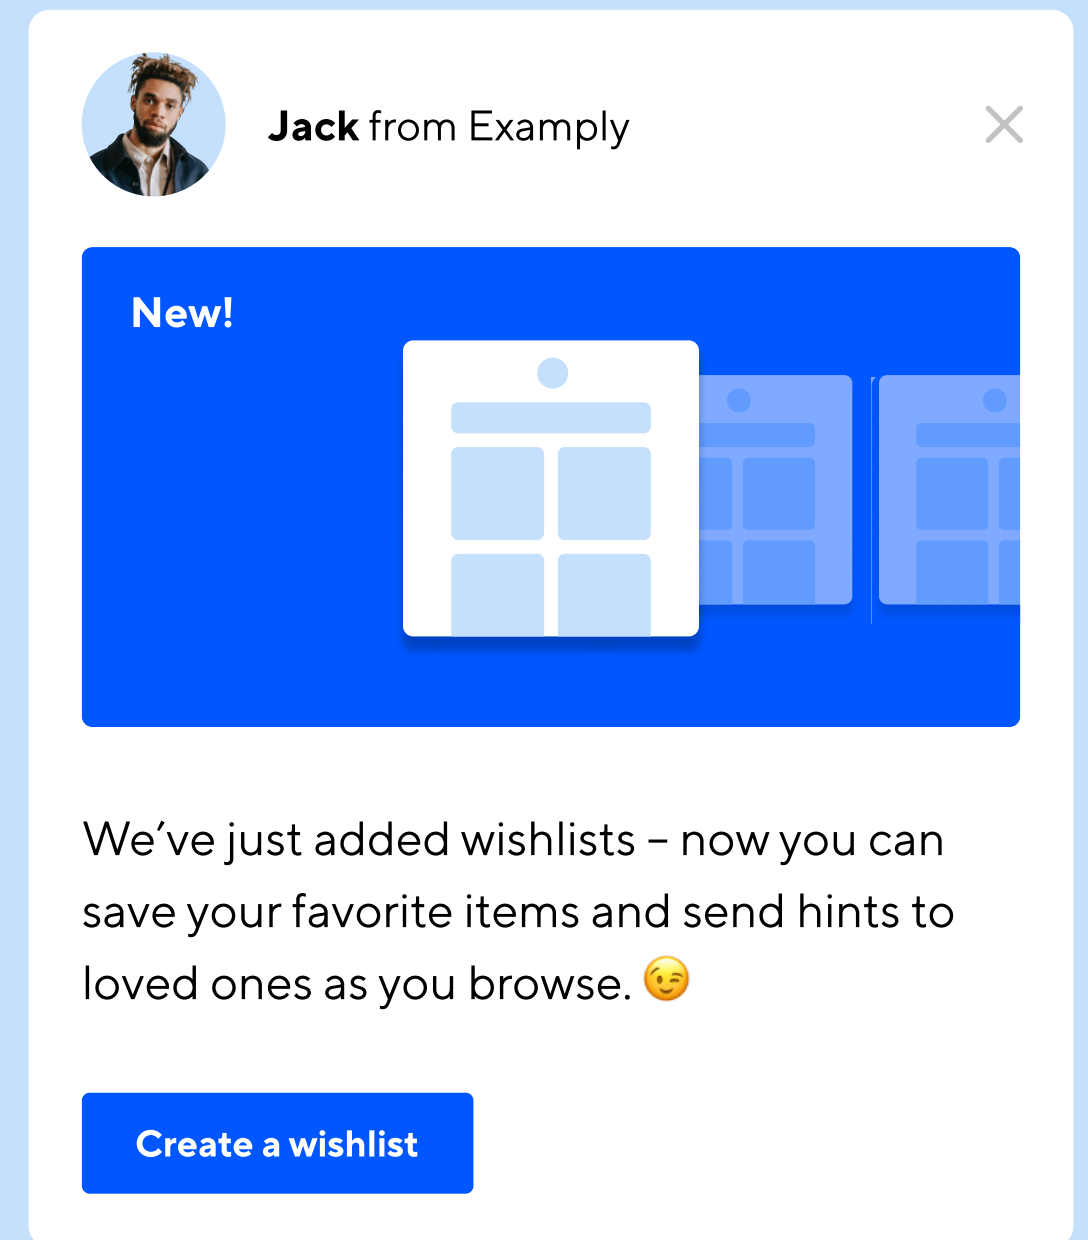 Jack from Examply
New!
We’ve just added wishlists – now you can
save your favorite items and send hints to
loved ones as you browse. 😉
Create a wishlist